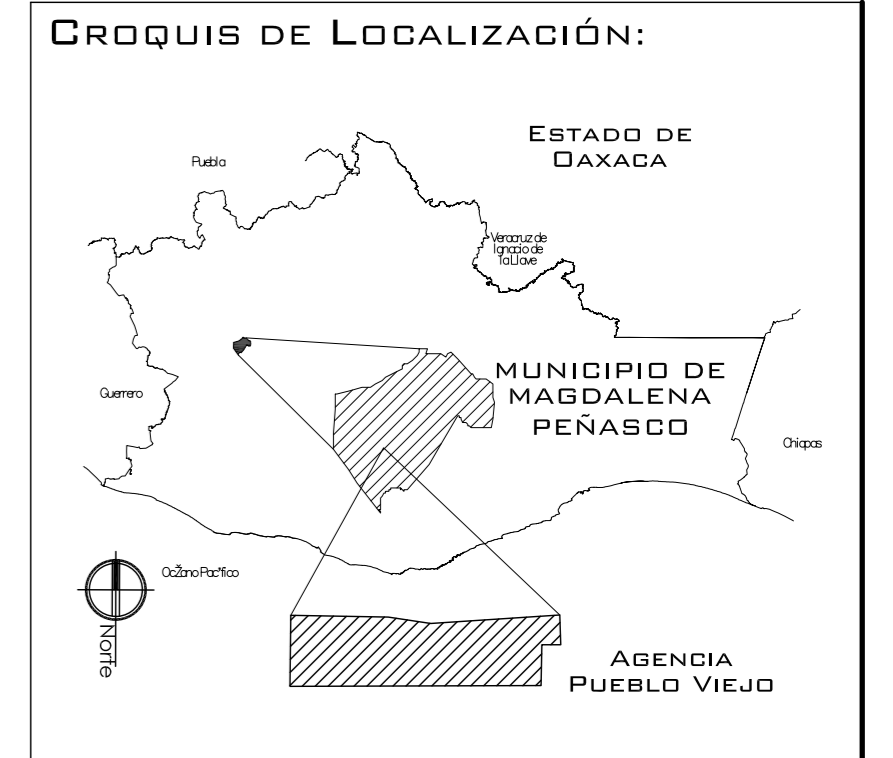 CROQUIS DE LOCALIZACIÓN:
ESTADO DE
OAXACA
Puebla
Veracruz de
Ignacio de
la Llave
MUNICIPIO DE
MAGDALENA
PEÑASCO
Guerrero
Chiapas
OcŽano Pac"fico
Norte
AGENCIA
PUEBLO VIEJO